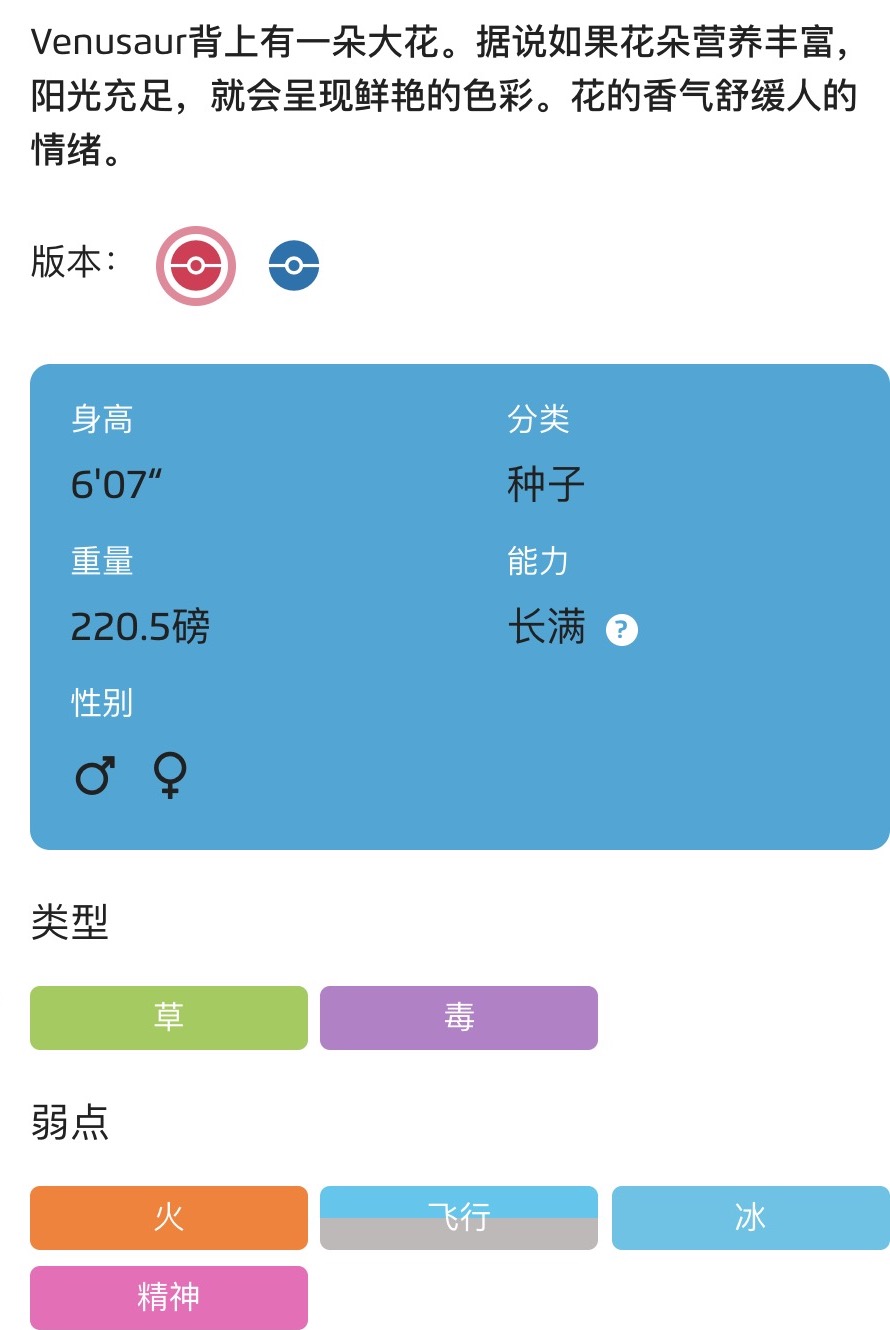 Venusaur背上有一朵大花。据说如果花朵营养丰富，
阳光充足，就会呈现鲜艳的色彩。花的香气舒缓人的
情绪。
版本：
身高
分类
6'07“
种子
重量
能力
220.5磅
长满 ?
性别
♂ ♀
类型
草 毒
弱点
火 飞行 冰
精神